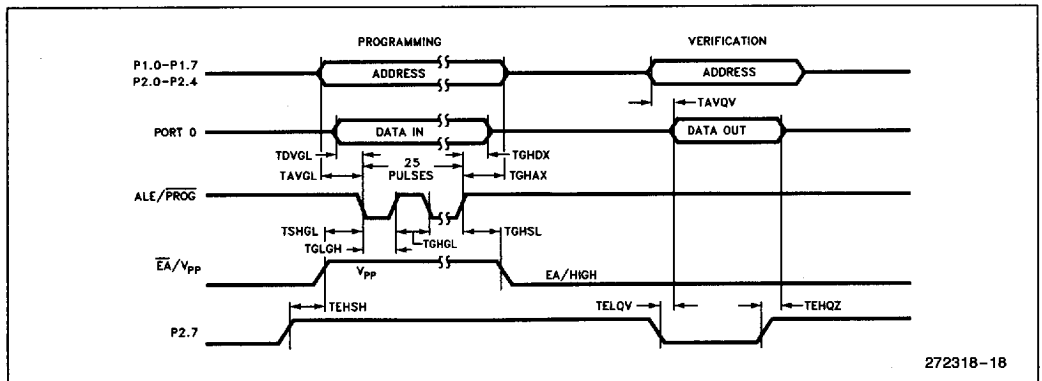 PROGRAMMING
VERIFICATION
P1.0–P1.7
P2.0–P2.4
ADDRESS
ADDRESS
TAVQV
PORT 0
DATA IN
DATA OUT
TDVGL
25
PULSES
TGHDX
TAVGL
TGHAX
ALE/PROG
TSHGL
TGHGL
TGHSL
TGLGH
EA/VPP
VPP
EA/HIGH
TEHSH
TELQV
TEHQZ
P2.7
272318–18